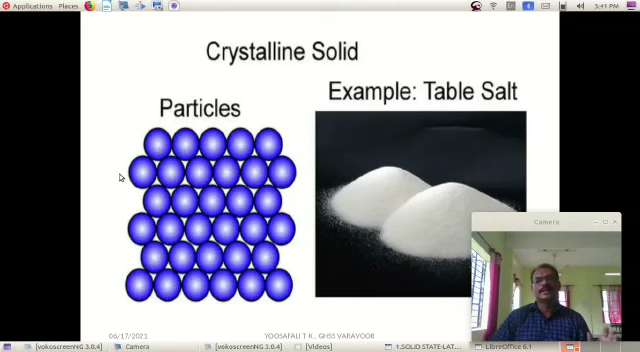 Applications Places
En
3:41 PM
Crystalline Solid
Example: Table Salt
Particles
Camera
06/17/2021
YOOSAFALI T K , GHSS VARAVOOR
[vokoscreenNG 3.0.4]
Camera
[vokoscreenNG 3.0.4]
[Videos]
1.SOLID STATE-LAT...
LibreOffice 6.1